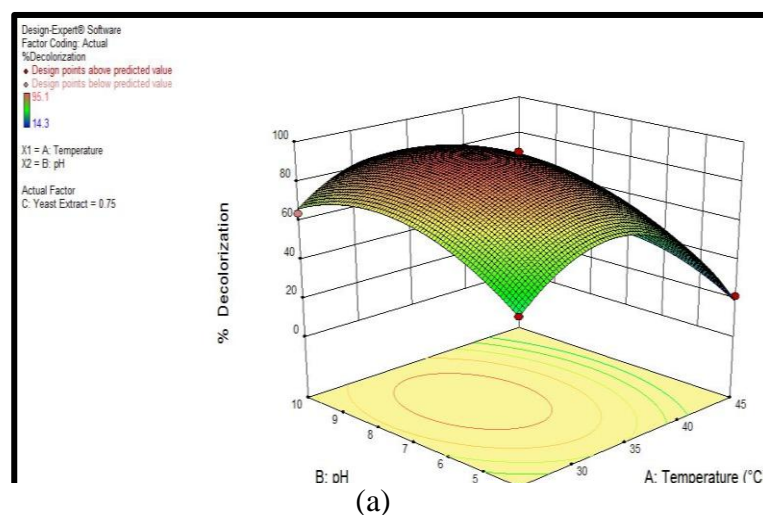 Design-Expert® Software
Factor Coding: Actual
%Decolorization
Design points above predicted value
Design points below predicted value
95.1
14.3
X1 = A: Temperature
X2 = B: pH
Actual Factor
C: Yeast Extract = 0.75
100
80
60
40
20
0
% Decolorization
10
9
8
7
6
5
30
35
40
45
B: pH
A: Temperature (°C
(a)